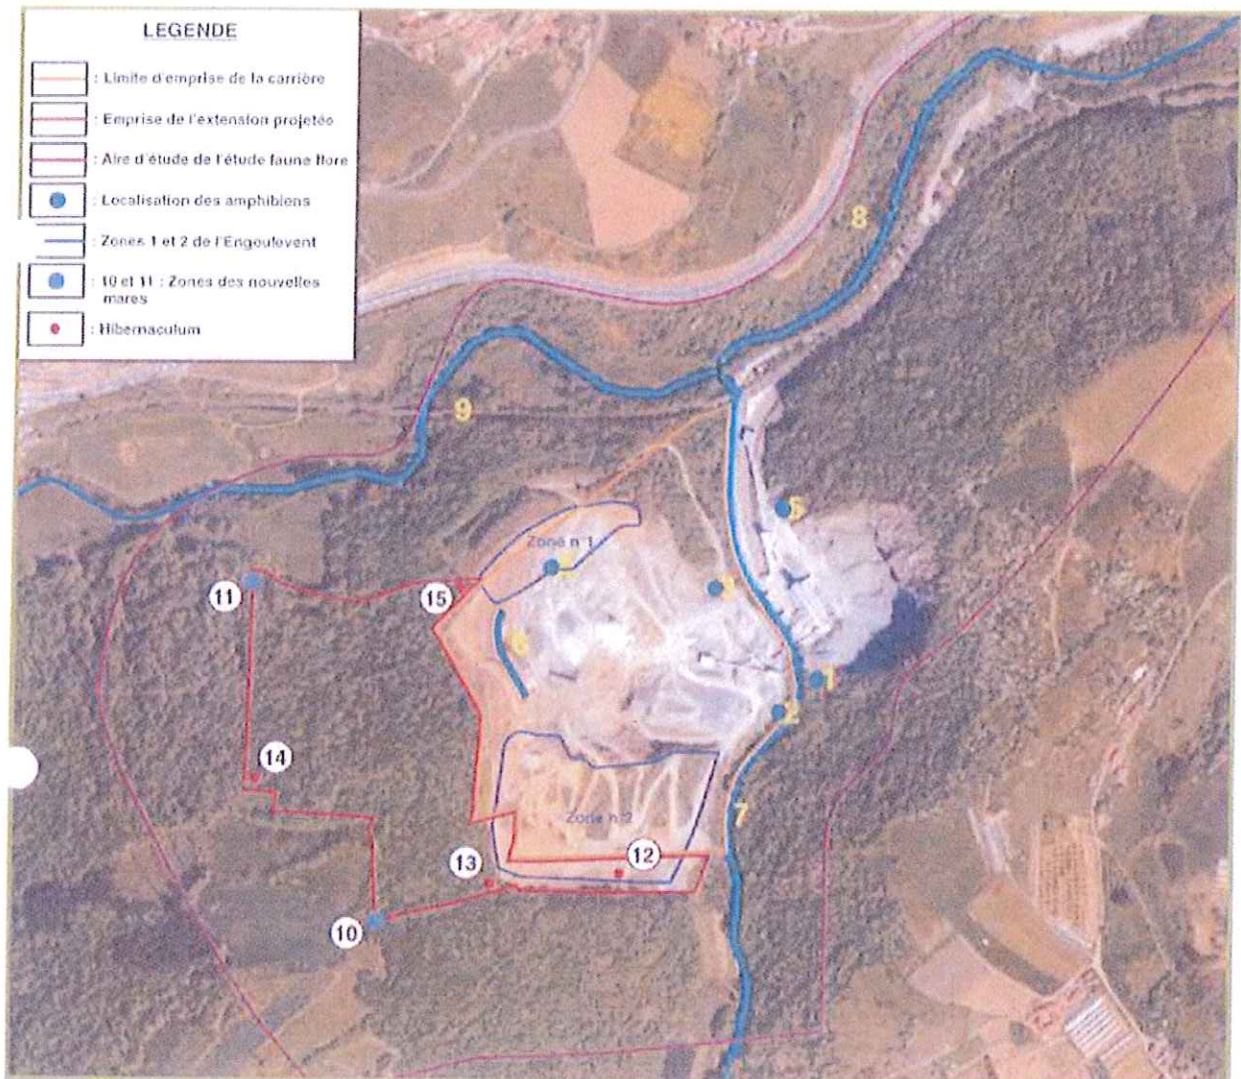 LEGENDE
: Limite d'emprise de la carrière
: Emprise de l'extension projetée
: Aire d'étude de l'étude faune flore
: Localisation des amphibiens
: Zones 1 et 2 de l'Engoulevent
: 10 et 11 : Zones des nouvelles
mares
: Hibernaculum
8
9
5
Zone n°1
11
15
6
1
2
14
7
Zone n°2
12
13
10